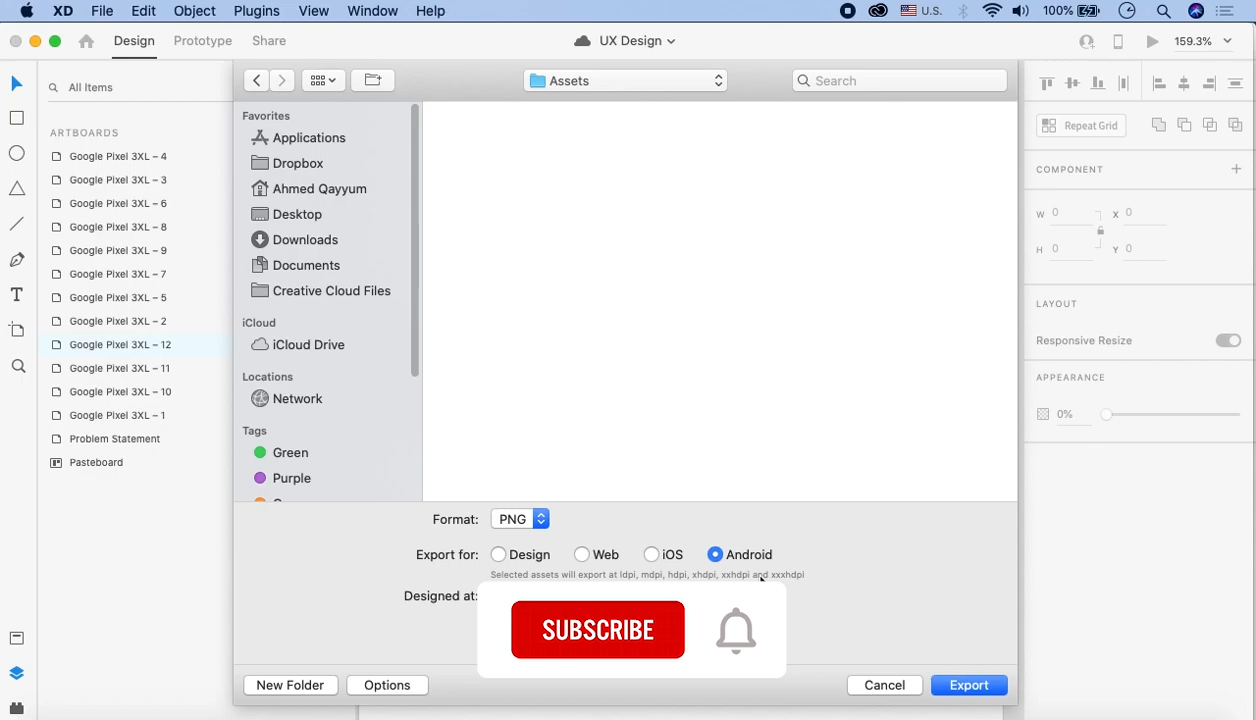 XD File Edit Object Plugins View Window Help
U.S. 100%
Design Prototype Share
UX Design
159.3%
All Items
Assets
Search
ARTBOARDS
Google Pixel 3XL – 4
Google Pixel 3XL – 3
Google Pixel 3XL – 6
Google Pixel 3XL – 8
Google Pixel 3XL – 9
Google Pixel 3XL – 7
Google Pixel 3XL – 5
Google Pixel 3XL – 2
Google Pixel 3XL – 12
Google Pixel 3XL – 11
Google Pixel 3XL – 10
Google Pixel 3XL – 1
Problem Statement
Pasteboard
Favorites
Applications
Dropbox
Ahmed Qayyum
Desktop
Downloads
Documents
Creative Cloud Files
iCloud
iCloud Drive
Locations
Network
Tags
Green
Purple
Format: PNG
Export for: Design Web iOS Android
Selected assets will export at ldpi, mdpi, hdpi, xhdpi, xxhdpi and xxxhdpi
Designed at:
SUBSCRIBE
New Folder Options Cancel Export
Repeat Grid
COMPONENT
W 0 X 0
H 0 Y 0
LAYOUT
Responsive Resize
APPEARANCE
0%